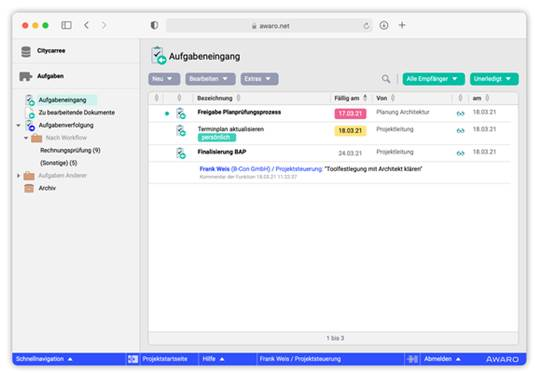 awaro.net
Citycarree
Aufgaben
Aufgabeneingang
Zu bearbeitende Dokumente
Aufgabenverfolgung
Nach Workflow
Rechnungsprüfung (9)
(Sonstige) (5)
Aufgaben Anderer
Archiv
Aufgabeneingang
Neu
Bearbeiten
Extras
Alle Empfänger
Unerledigt
Bezeichnung
Fällig am
Von
am
Freigabe Planprüfungsprozess
17.03.21
Planung Architektur
18.03.21
Terminplan aktualisieren
persönlich
18.03.21
Projektleitung
18.03.21
Finalisierung BAP
24.03.21
Projektleitung
18.03.21
Frank Weis (B-Con GmbH) / Projektsteuerung: "Toolfestlegung mit Architekt klären"
Kommentar der Funktion 18.03.21 11:22:37
1 bis 3
Schnellnavigation
Projektstartseite
Hilfe
Frank Weis / Projektsteuerung
Abmelden
AWARO